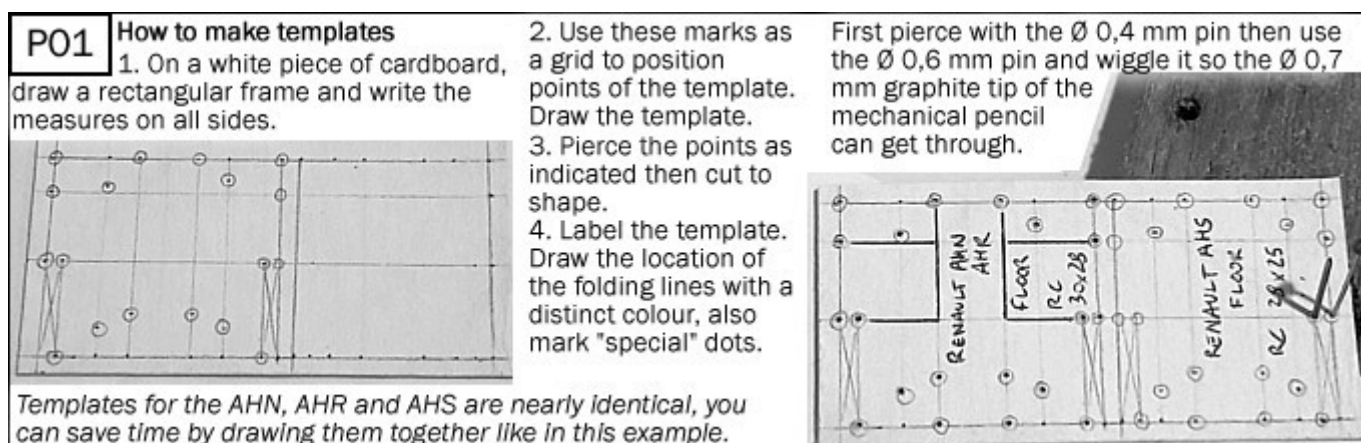 P01
How to make templates
1. On a white piece of cardboard,
draw a rectangular frame and write the
measures on all sides.
2. Use these marks as
a grid to position
points of the template.
Draw the template.
3. Pierce the points as
indicated then cut to
shape.
4. Label the template.
Draw the location of
the folding lines with a
distinct colour, also
mark "special" dots.
First pierce with the Ø 0,4 mm pin then use
the Ø 0,6 mm pin and wiggle it so the Ø 0,7
mm graphite tip of the
mechanical pencil
can get through.
RENAULT AHN
AHR
FLOOR
RC
30x28
RENAULT AHS
FLOOR
RC 28x25
Templates for the AHN, AHR and AHS are nearly identical, you
can save time by drawing them together like in this example.